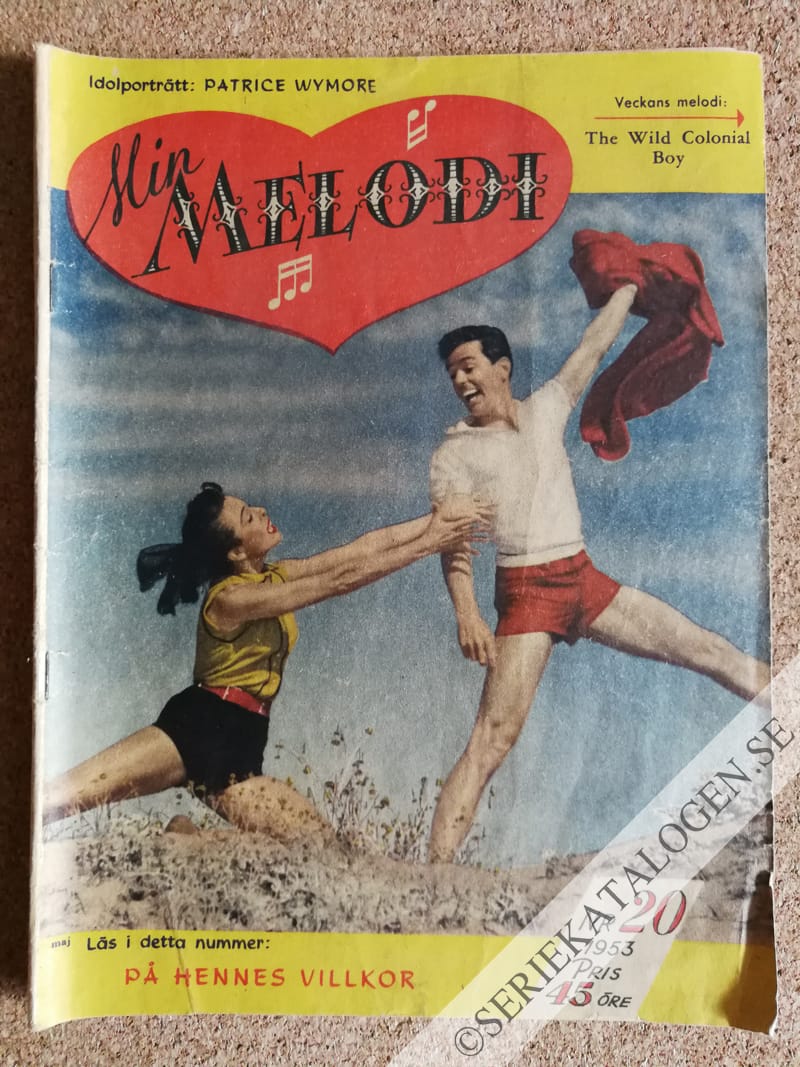 Idolporträtt: PATRICE WYMORE
Veckans melodi:
The Wild Colonial
Boy
Min
MELODI
maj
Läs i detta nummer:
PÅ HENNES VILLKOR
NR 20
1953
PRIS
45 ÖRE
©SERIEKATALOGEN.SE